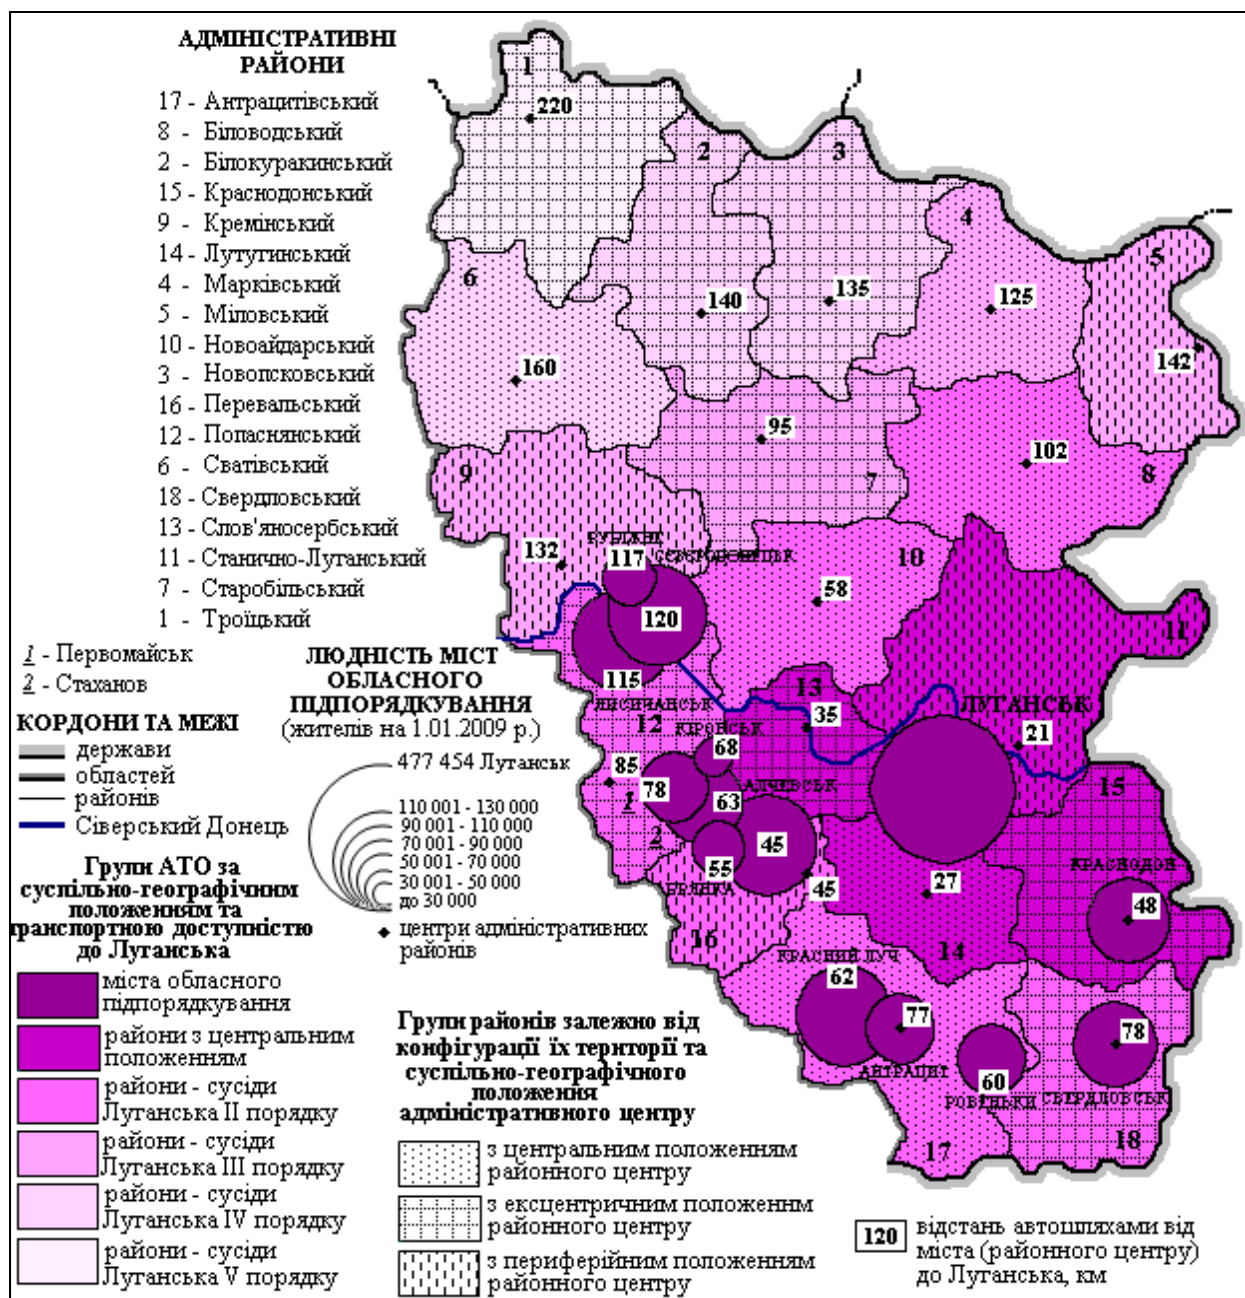 АДМІНІСТРАТИВНІ
РАЙОНИ
17 - Антрацитівський
8 - Біловодський
2 - Білокуракинський
15 - Краснодонський
9 - Кремінський
14 - Лутугинський
4 - Марківський
5 - Міловський
10 - Новоайдарський
3 - Новопсковський
16 - Перевальський
12 - Попаснянський
6 - Сватівський
18 - Свердловський
13 - Слов'яносербський
11 - Станично-Луганський
7 - Старобільський
1 - Троїцький
1 - Первомайськ
2 - Стаханов
КОРДОНИ ТА МЕЖІ
держави
областей
районів
Сіверський Донець
Групи АТО за
суспільно-географічним
положенням та
транспортною доступністю
до Луганська
міста обласного
підпорядкування
райони з центральним
положенням
райони - сусіди
Луганська II порядку
райони - сусіди
Луганська III порядку
райони - сусіди
Луганська IV порядку
райони - сусіди
Луганська V порядку
ЛЮДНІСТЬ МІСТ
ОБЛАСНОГО
ПІДПОРЯДКУВАННЯ
(жителів на 1.01.2009 р.)
477 454 Луганськ
110 001 - 130 000
90 001 - 110 000
70 001 - 90 000
50 001 - 70 000
30 001 - 50 000
до 30 000
центри адміністративних
районів
Групи районів залежно від
конфігурації їх території та
суспільно-географічного
положення
адміністративного центру
з центральним положенням
районного центру
з ексцентричним положенням
районного центру
з периферійним положенням
районного центру
120 відстань автошляхами від
міста (районного центру)
до Луганська, км
1
220
2
3
4
5
6
140
135
125
142
160
95
102
9
7
8
РУБІЖНЕ
СЄВЄРОДОНЕЦЬК
132
117
10
58
120
11
115
ЛИСИЧАНСЬК
13
ЛУГАНСЬК
12
КІРОВСЬК
35
21
68
85
78
АЛЧЕВСЬК
15
1
63
2
45
55
КРАСНОДОН
БРЯНКА
45
27
48
16
КРАСНИЙ ЛУЧ
14
62
77
78
АНТРАЦИТ
60
РОВЕНЬКИ
СВЕРДЛОВСЬК
17
18